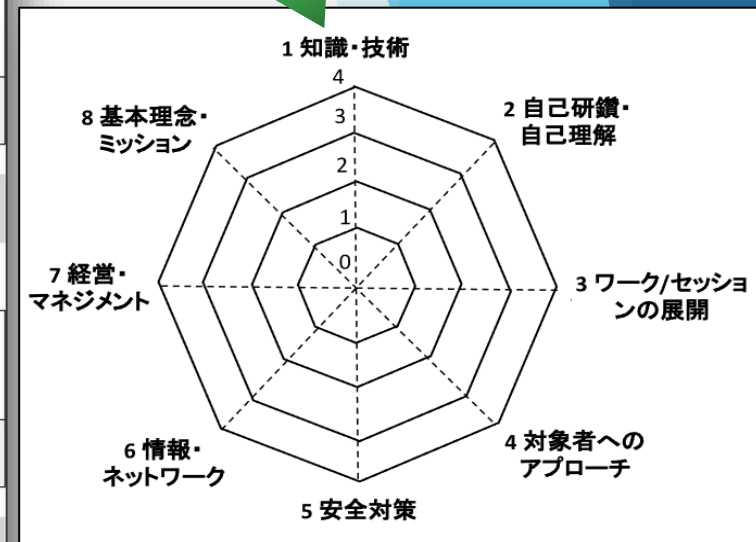 1 知識・技術
4
3
2
1
0
2 自己研鑽・
自己理解
3 ワーク/セッショ
ンの展開
4 対象者への
アプローチ
5 安全対策
6 情報・
ネットワーク
7 経営・
マネジメント
8 基本理念・
ミッション